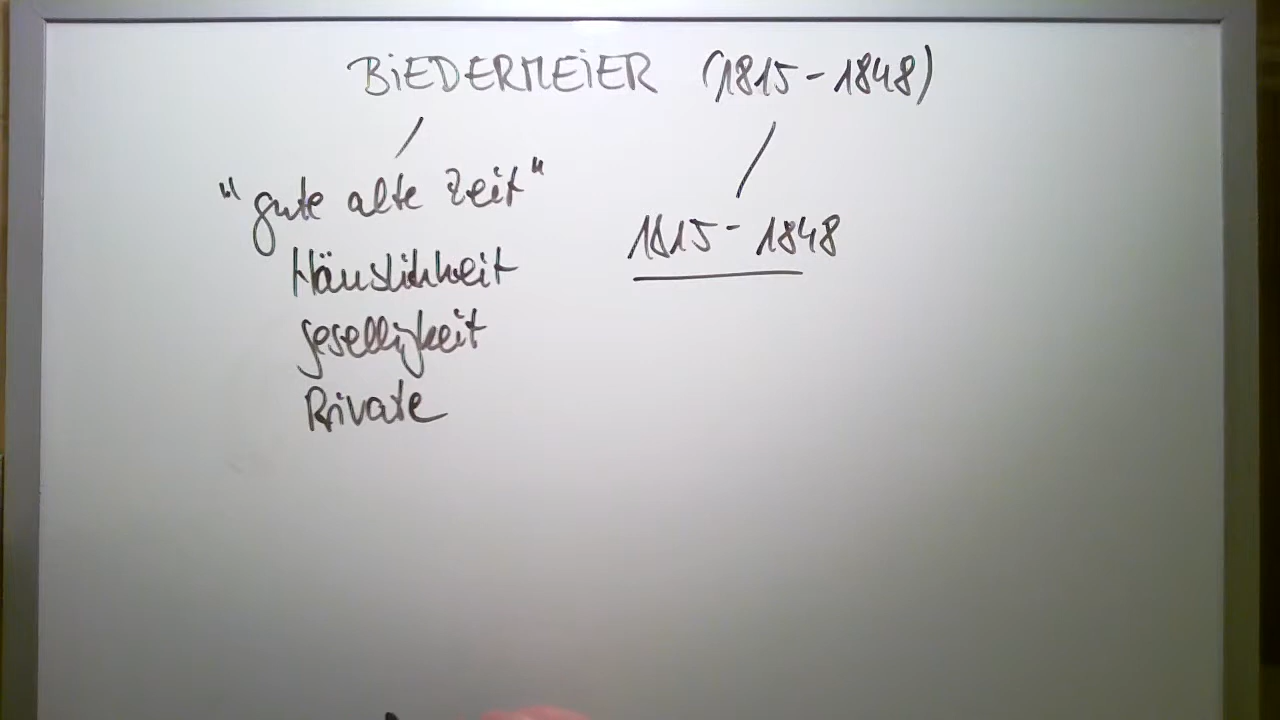 BIEDERMEIER (1815 - 1848)
"gute alte Zeit"
Häuslichkeit
Geselligkeit
Private
1815 - 1848